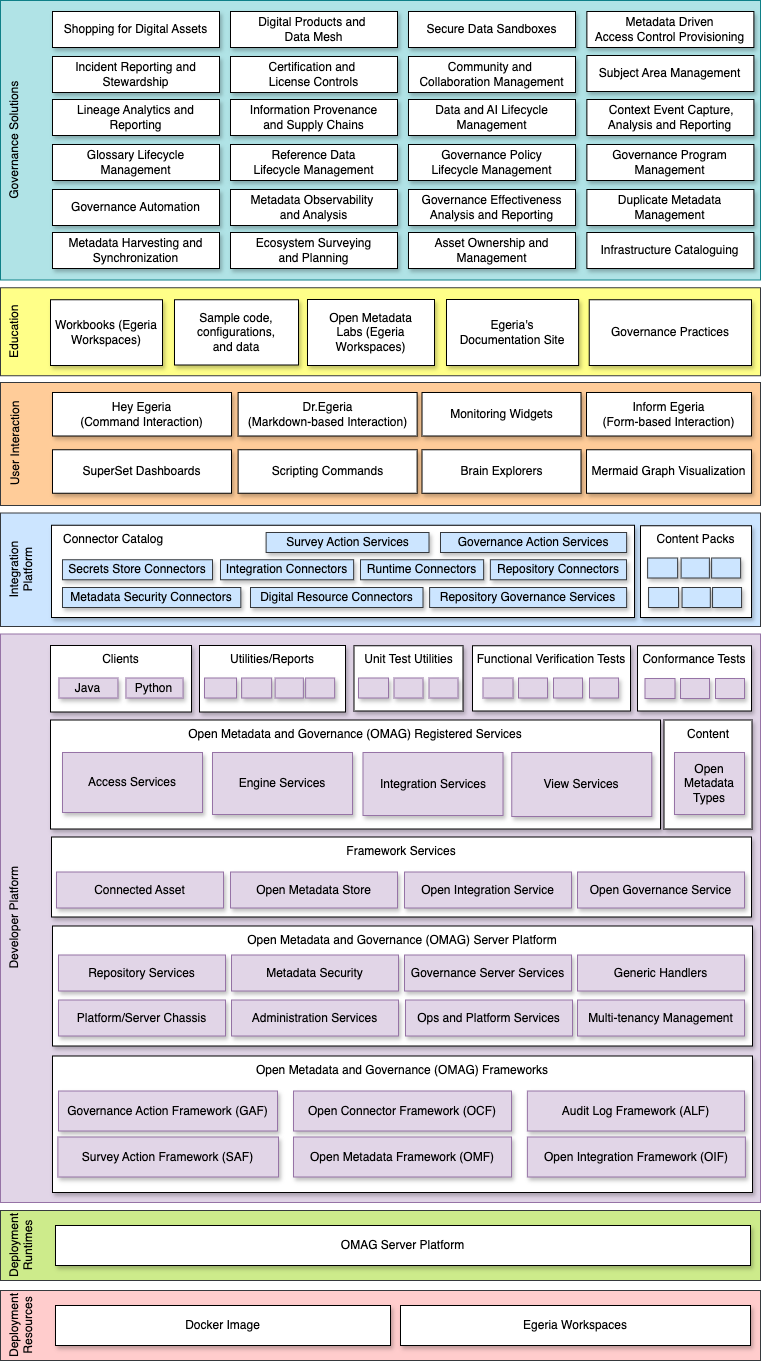 Governance Solutions
Shopping for Digital Assets
Digital Products and
Data Mesh
Secure Data Sandboxes
Metadata Driven
Access Control Provisioning
Incident Reporting and
Stewardship
Certification and
License Controls
Community and
Collaboration Management
Subject Area Management
Lineage Analytics and
Reporting
Information Provenance
and Supply Chains
Data and AI Lifecycle
Management
Context Event Capture,
Analysis and Reporting
Glossary Lifecycle
Management
Reference Data
Lifecycle Management
Governance Policy
Lifecycle Management
Governance Program
Management
Governance Automation
Metadata Observability
and Analysis
Governance Effectiveness
Analysis and Reporting
Duplicate Metadata
Management
Metadata Harvesting and
Synchronization
Ecosystem Surveying
and Planning
Asset Ownership and
Management
Infrastructure Cataloguing
Education
Workbooks (Egeria
Workspaces)
Sample code,
configurations,
and data
Open Metadata
Labs (Egeria
Workspaces)
Egeria's
Documentation Site
Governance Practices
User Interaction
Hey Egeria
(Command Interaction)
Dr.Egeria
(Markdown-based Interaction)
Monitoring Widgets
Inform Egeria
(Form-based Interaction)
SuperSet Dashboards
Scripting Commands
Brain Explorers
Mermaid Graph Visualization
Integration
Platform
Connector Catalog
Survey Action Services
Governance Action Services
Secrets Store Connectors
Integration Connectors
Runtime Connectors
Repository Connectors
Metadata Security Connectors
Digital Resource Connectors
Repository Governance Services
Content Packs
Developer Platform
Clients
Java
Python
Utilities/Reports
Unit Test Utilities
Functional Verification Tests
Conformance Tests
Open Metadata and Governance (OMAG) Registered Services
Access Services
Engine Services
Integration Services
View Services
Content
Open
Metadata
Types
Framework Services
Connected Asset
Open Metadata Store
Open Integration Service
Open Governance Service
Open Metadata and Governance (OMAG) Server Platform
Repository Services
Metadata Security
Governance Server Services
Generic Handlers
Platform/Server Chassis
Administration Services
Ops and Platform Services
Multi-tenancy Management
Open Metadata and Governance (OMAG) Frameworks
Governance Action Framework (GAF)
Open Connector Framework (OCF)
Audit Log Framework (ALF)
Survey Action Framework (SAF)
Open Metadata Framework (OMF)
Open Integration Framework (OIF)
Deployment
Runtimes
OMAG Server Platform
Deployment
Resources
Docker Image
Egeria Workspaces